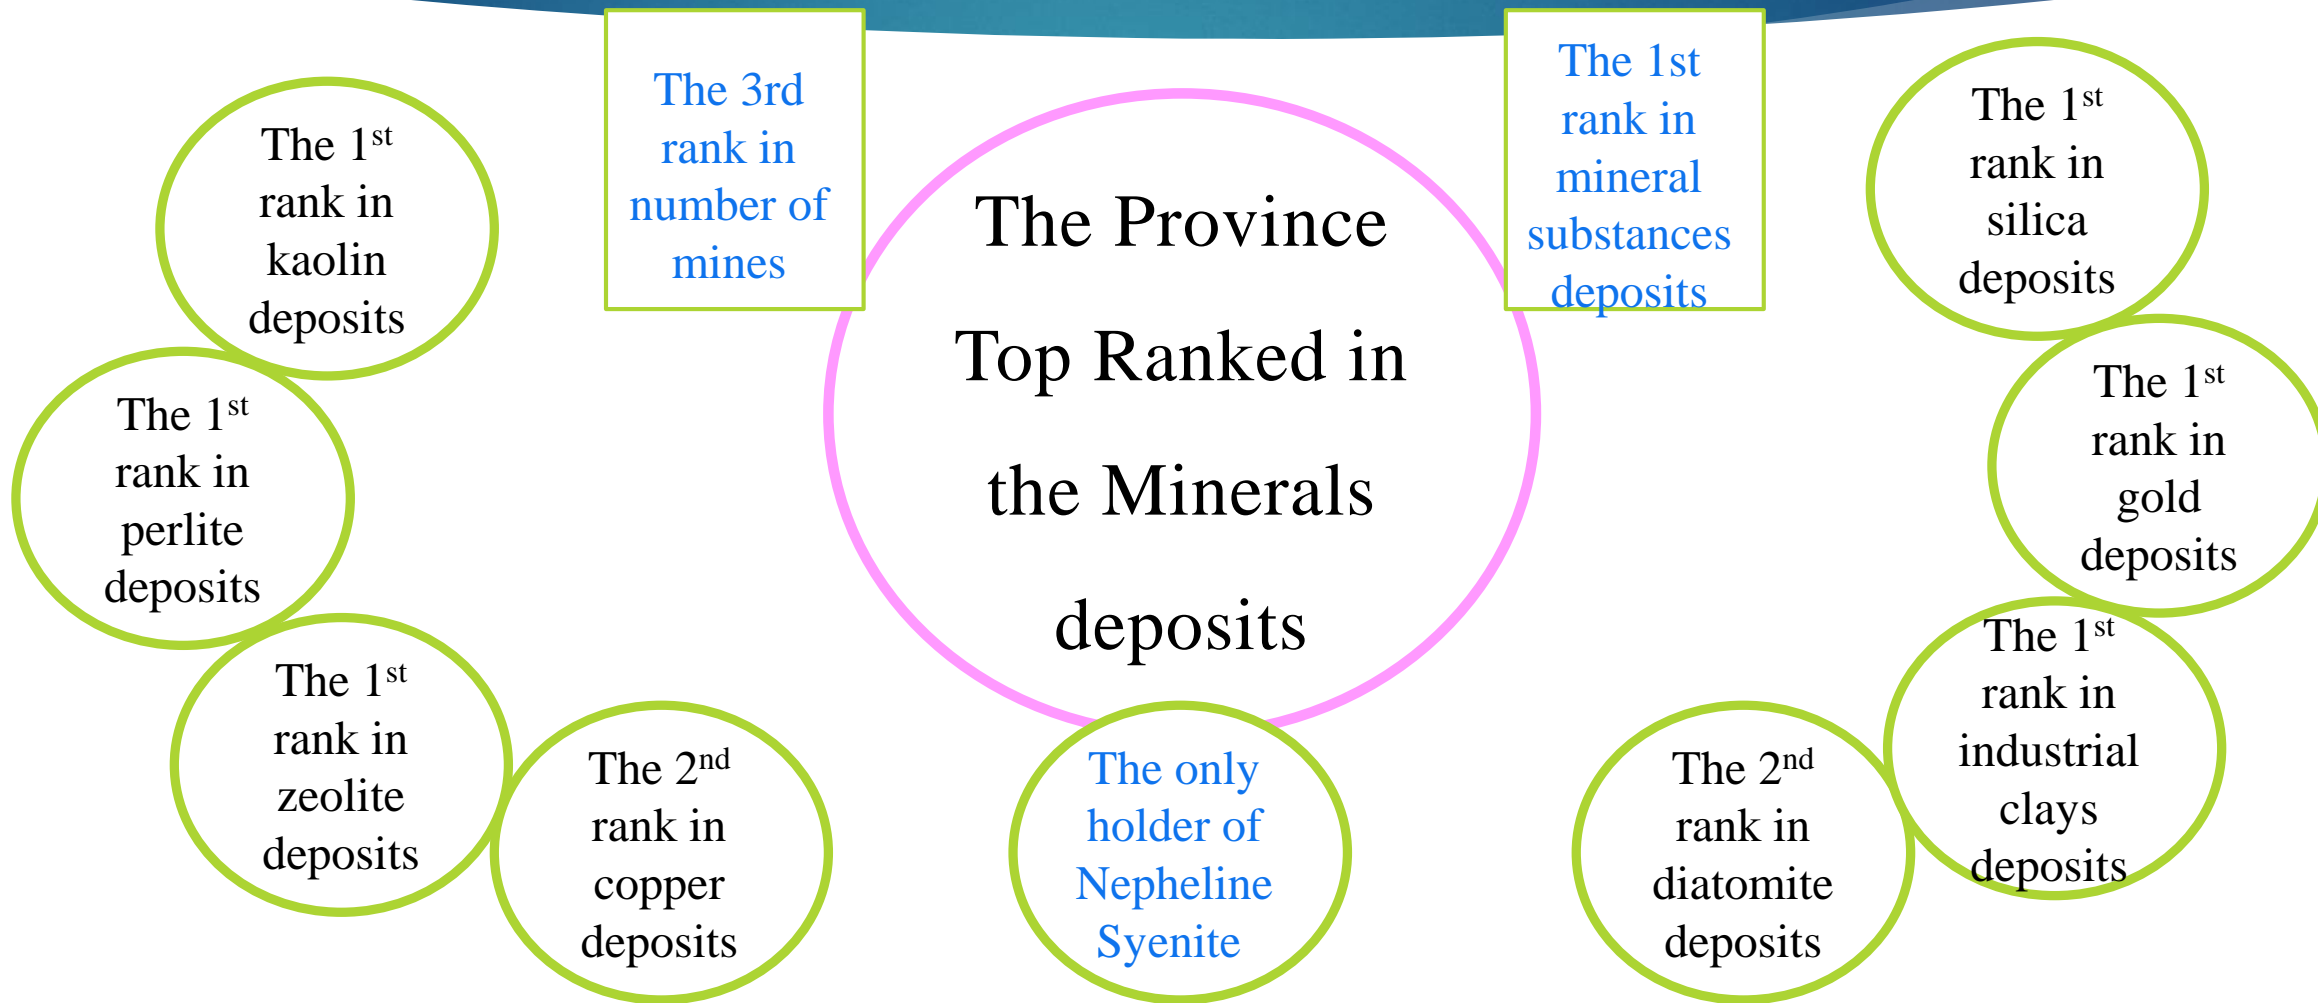 The 1st
rank in
kaolin
deposits
The 1st
rank in
perlite
deposits
The 1st
rank in
zeolite
deposits
The 2nd
rank in
copper
deposits
The 3rd
rank in
number of
mines
The Province
Top Ranked in
the Minerals
deposits
The only
holder of
Nepheline
Syenite
The 1st
rank in
mineral
substances
deposits
The 1st
rank in
silica
deposits
The 1st
rank in
gold
deposits
The 1st
rank in
industrial
clays
deposits
The 2nd
rank in
diatomite
deposits